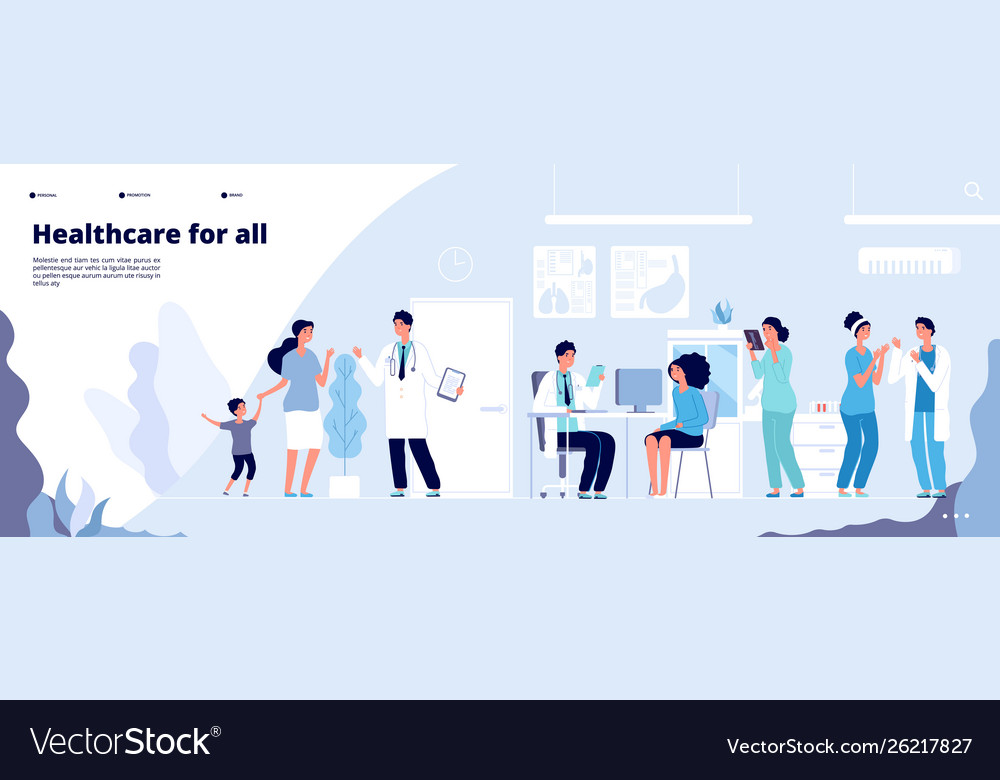 PERSONAL PROMOTION BRAND
Healthcare for all
Molestie end tiam tes cum vitae purus ex
pellentesque aur vehic la ligula litae auctor
ou pellen esque aurum aurum ute risusy in
tellus aty
VectorStock®
VectorStock.com/26217827